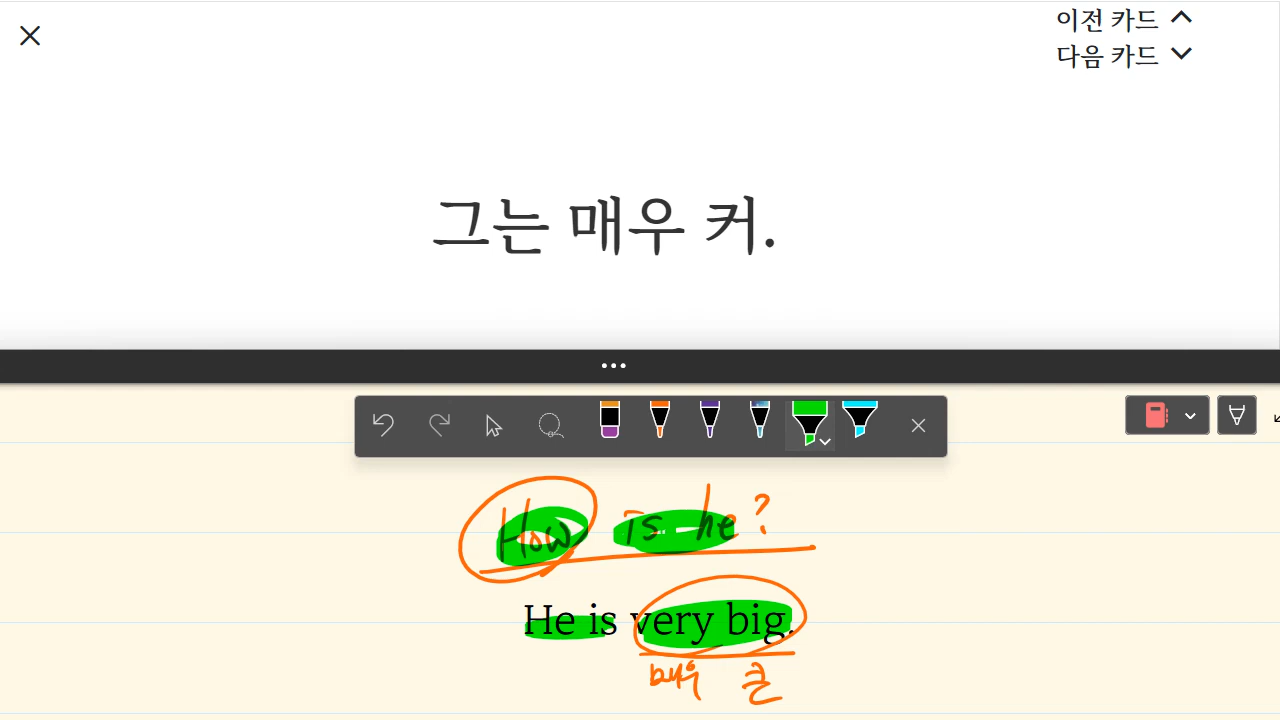 이전 카드
다음 카드
그는 매우 커.
How is he?
He is very big.
매우 큰